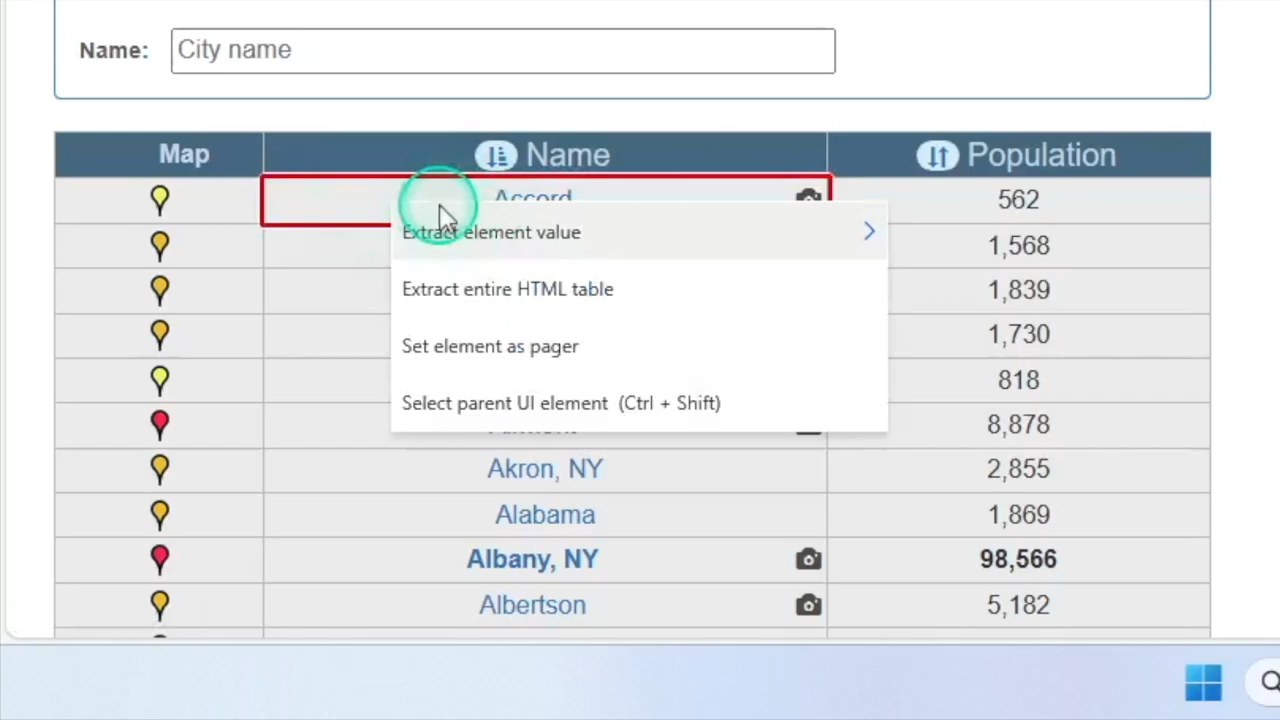 Name: City name
Map Name Population
Accord 562
Extract element value
1,568
Extract entire HTML table
1,839
Set element as pager
1,730
818
Select parent UI element (Ctrl + Shift)
8,878
Akron, NY 2,855
Alabama 1,869
Albany, NY 98,566
Albertson 5,182